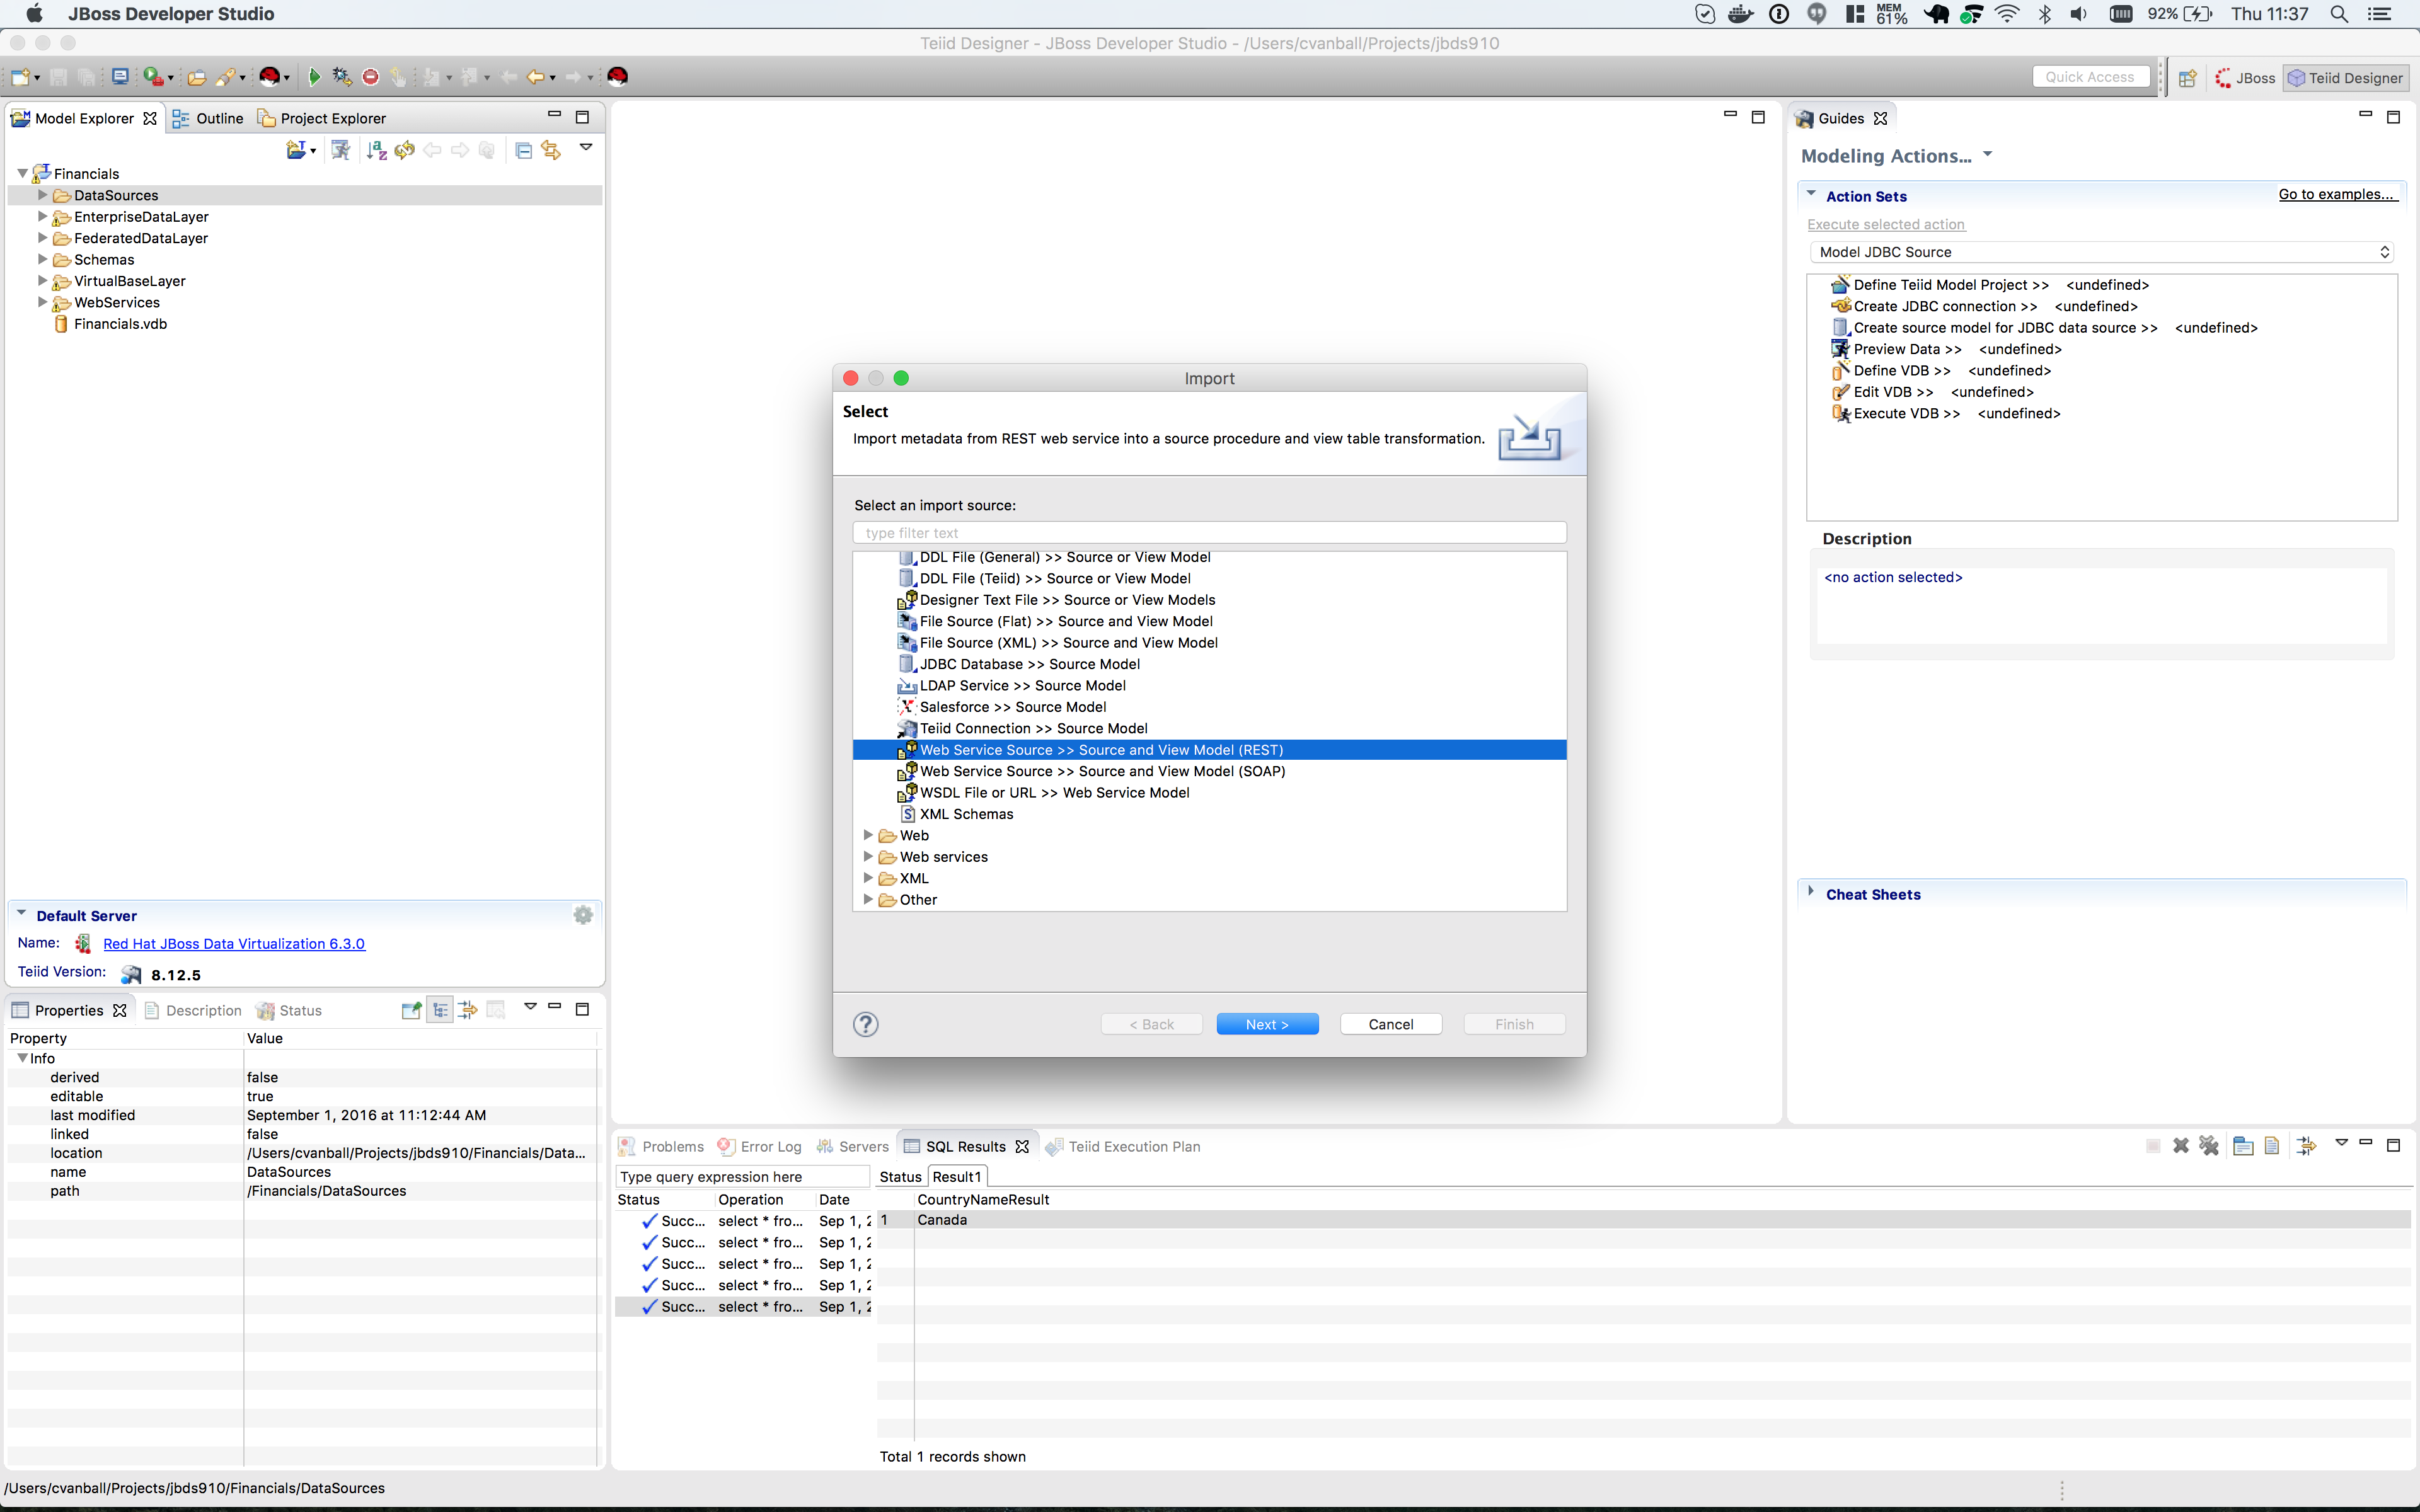 JBoss Developer Studio
MEM
61%
92%
Thu 11:37
Teiid Designer - JBoss Developer Studio - /Users/cvanball/Projects/jbds910
Quick Access
JBoss
Teiid Designer
Model Explorer
Outline
Project Explorer
Financials
DataSources
EnterpriseDataLayer
FederatedDataLayer
Schemas
VirtualBaseLayer
WebServices
Financials.vdb
Default Server
Name:
Red Hat JBoss Data Virtualization 6.3.0
Teiid Version:
8.12.5
Properties
Description
Status
Property
Value
Info
derived
false
editable
true
last modified
September 1, 2016 at 11:12:44 AM
linked
false
location
/Users/cvanball/Projects/jbds910/Financials/Data...
name
DataSources
path
/Financials/DataSources
Import
Select
Import metadata from REST web service into a source procedure and view table transformation.
Select an import source:
type filter text
DDL File (General) >> Source or View Model
DDL File (Teiid) >> Source or View Model
Designer Text File >> Source or View Models
File Source (Flat) >> Source and View Model
File Source (XML) >> Source and View Model
JDBC Database >> Source Model
LDAP Service >> Source Model
Salesforce >> Source Model
Teiid Connection >> Source Model
Web Service Source >> Source and View Model (REST)
Web Service Source >> Source and View Model (SOAP)
WSDL File or URL >> Web Service Model
XML Schemas
Web
Web services
XML
Other
< Back
Next >
Cancel
Finish
Guides
Modeling Actions...
Action Sets
Go to examples...
Execute selected action
Model JDBC Source
Define Teiid Model Project >> <undefined>
Create JDBC connection >> <undefined>
Create source model for JDBC data source >> <undefined>
Preview Data >> <undefined>
Define VDB >> <undefined>
Edit VDB >> <undefined>
Execute VDB >> <undefined>
Description
<no action selected>
Cheat Sheets
Problems
Error Log
Servers
SQL Results
Teiid Execution Plan
Type query expression here
Status
Operation
Date
Succ... select * fro... Sep 1, 2
Succ... select * fro... Sep 1, 2
Succ... select * fro... Sep 1, 2
Succ... select * fro... Sep 1, 2
Succ... select * fro... Sep 1, 2
Status
Result1
CountryNameResult
1 Canada
Total 1 records shown
/Users/cvanball/Projects/jbds910/Financials/DataSources